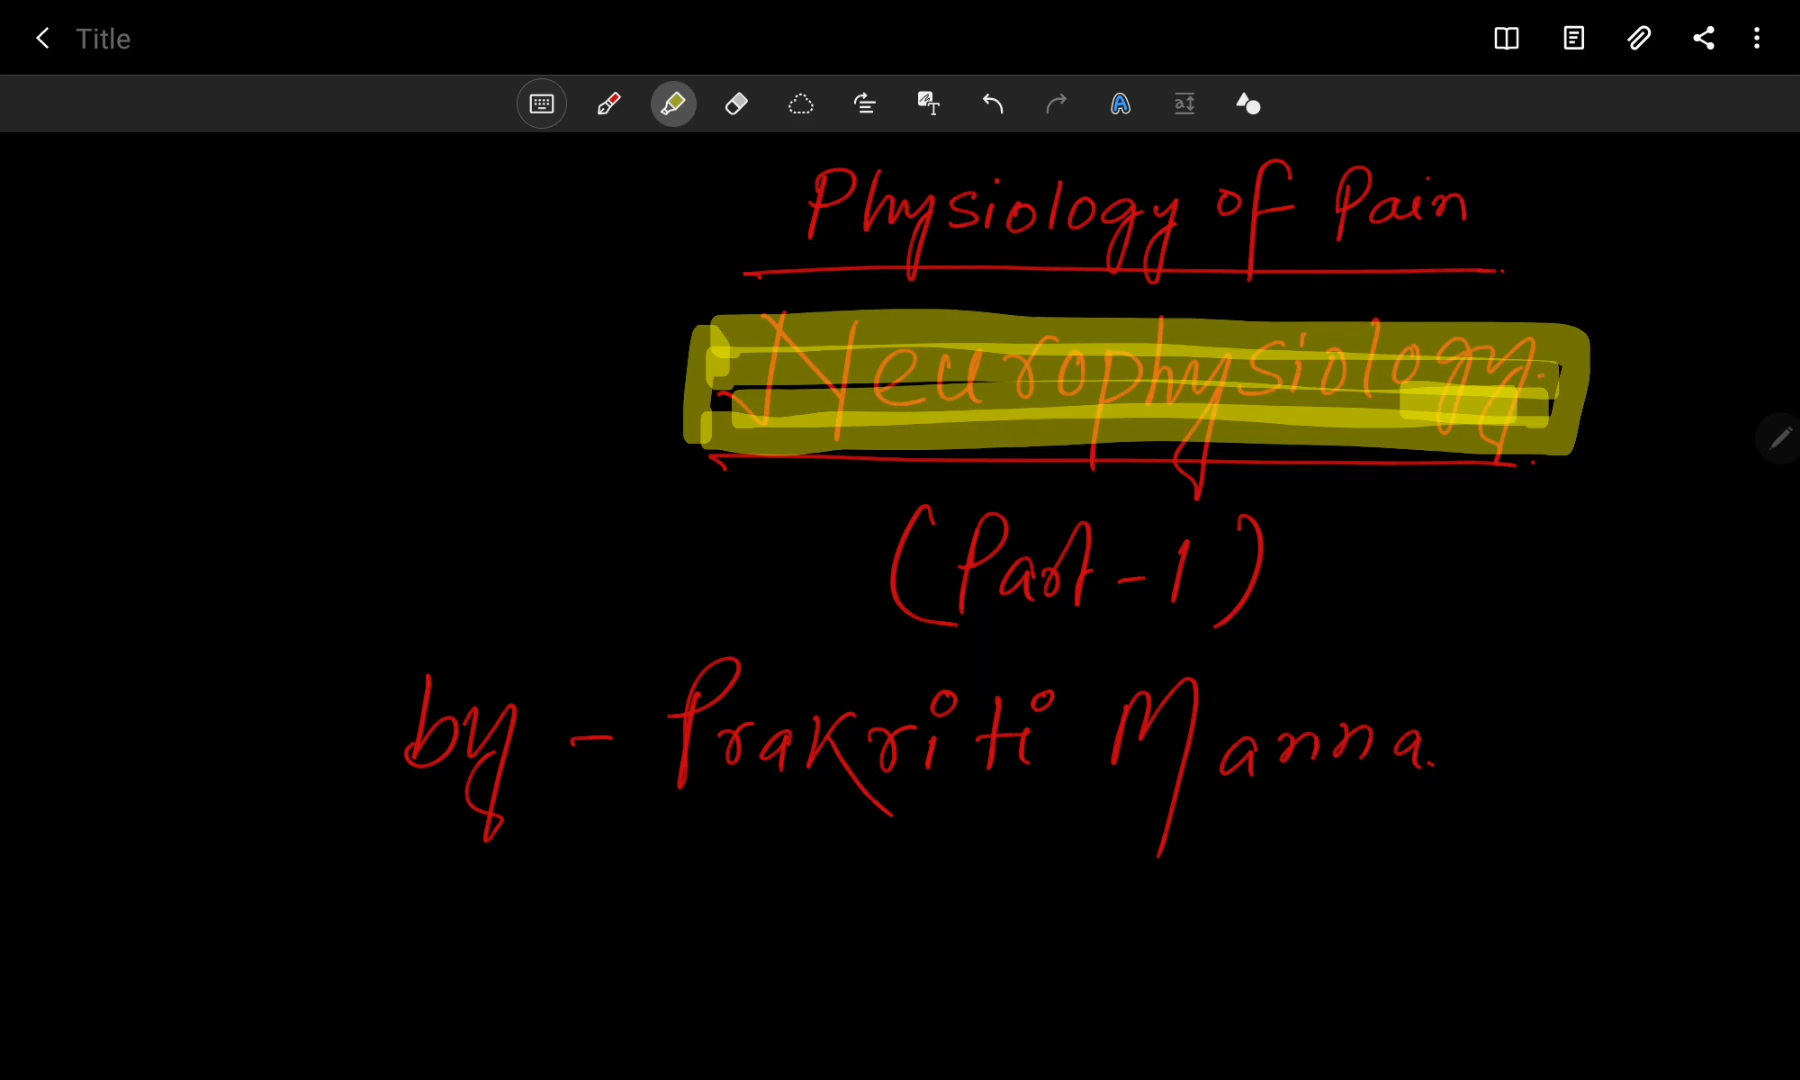 Title
Physiology of Pain
Neurophysiology.
(Part-1)
by - Prakriti Manna.